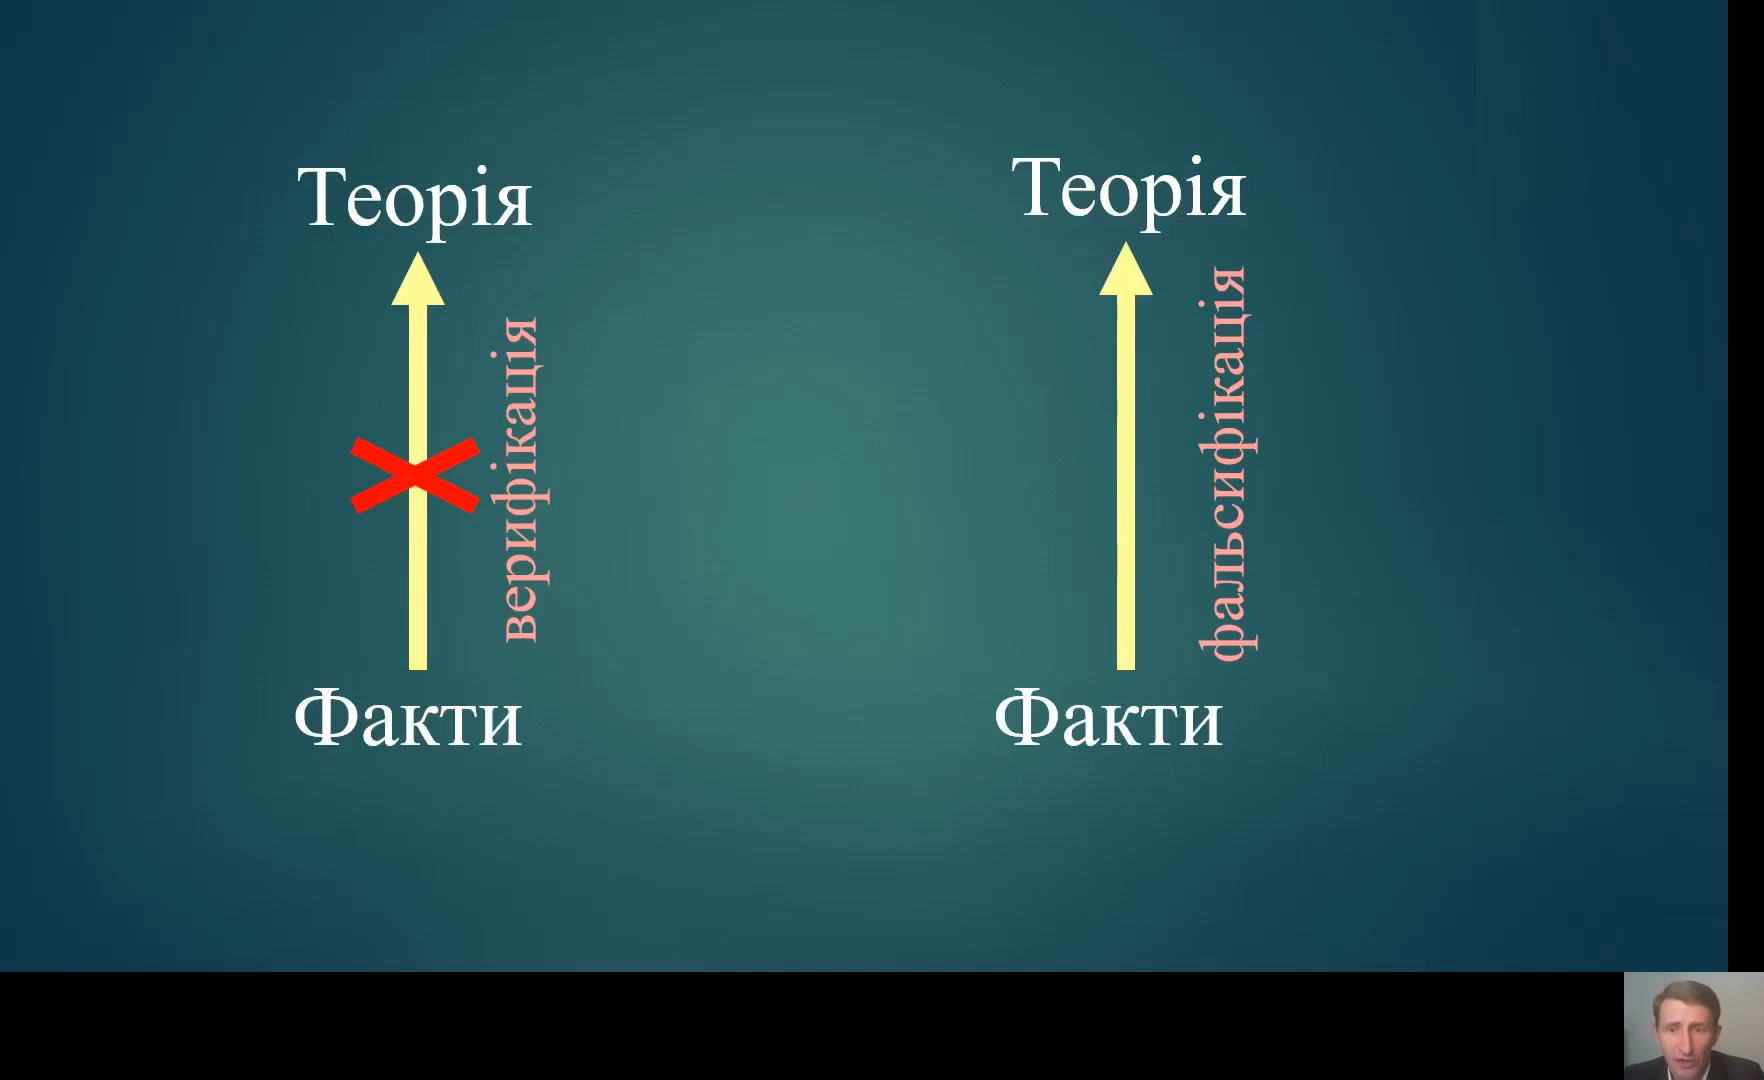 Теорія
верифікація
Факти
Теорія
фальсифікація
Факти